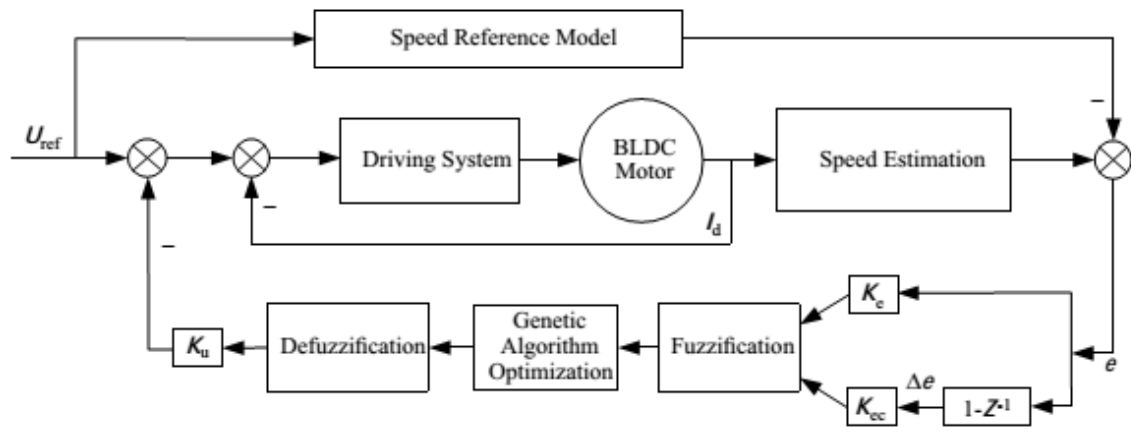 Speed Reference Model
−
U_ref
Driving System
BLDC
Motor
Speed Estimation
−
I_d
−
K_e
Genetic
Algorithm
Optimization
K_u
Defuzzification
Fuzzification
e
Δe
K_ec
1-Z^-1